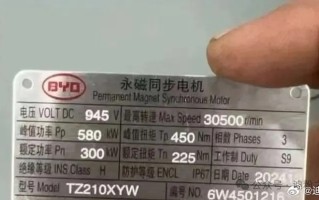 BYD 永磁同步电机
Permanent Magnet Synchronous Motor
电压 VOLT DC 945 V 最高转速 Max Speed 30500 r/min
峰值功率 Pp 580 kW 峰值扭矩 Tp 450 Nm 相数 Phases 3
额定功率 Pn 300 kW 额定扭矩 Tn 225 Nm 工作制 Duty S9
绝缘等级 INS. Class H 防护等级 ENCL IP67 日期 DATE 20241
型号 Model TZ210XYW 编号 NO 6W4501216